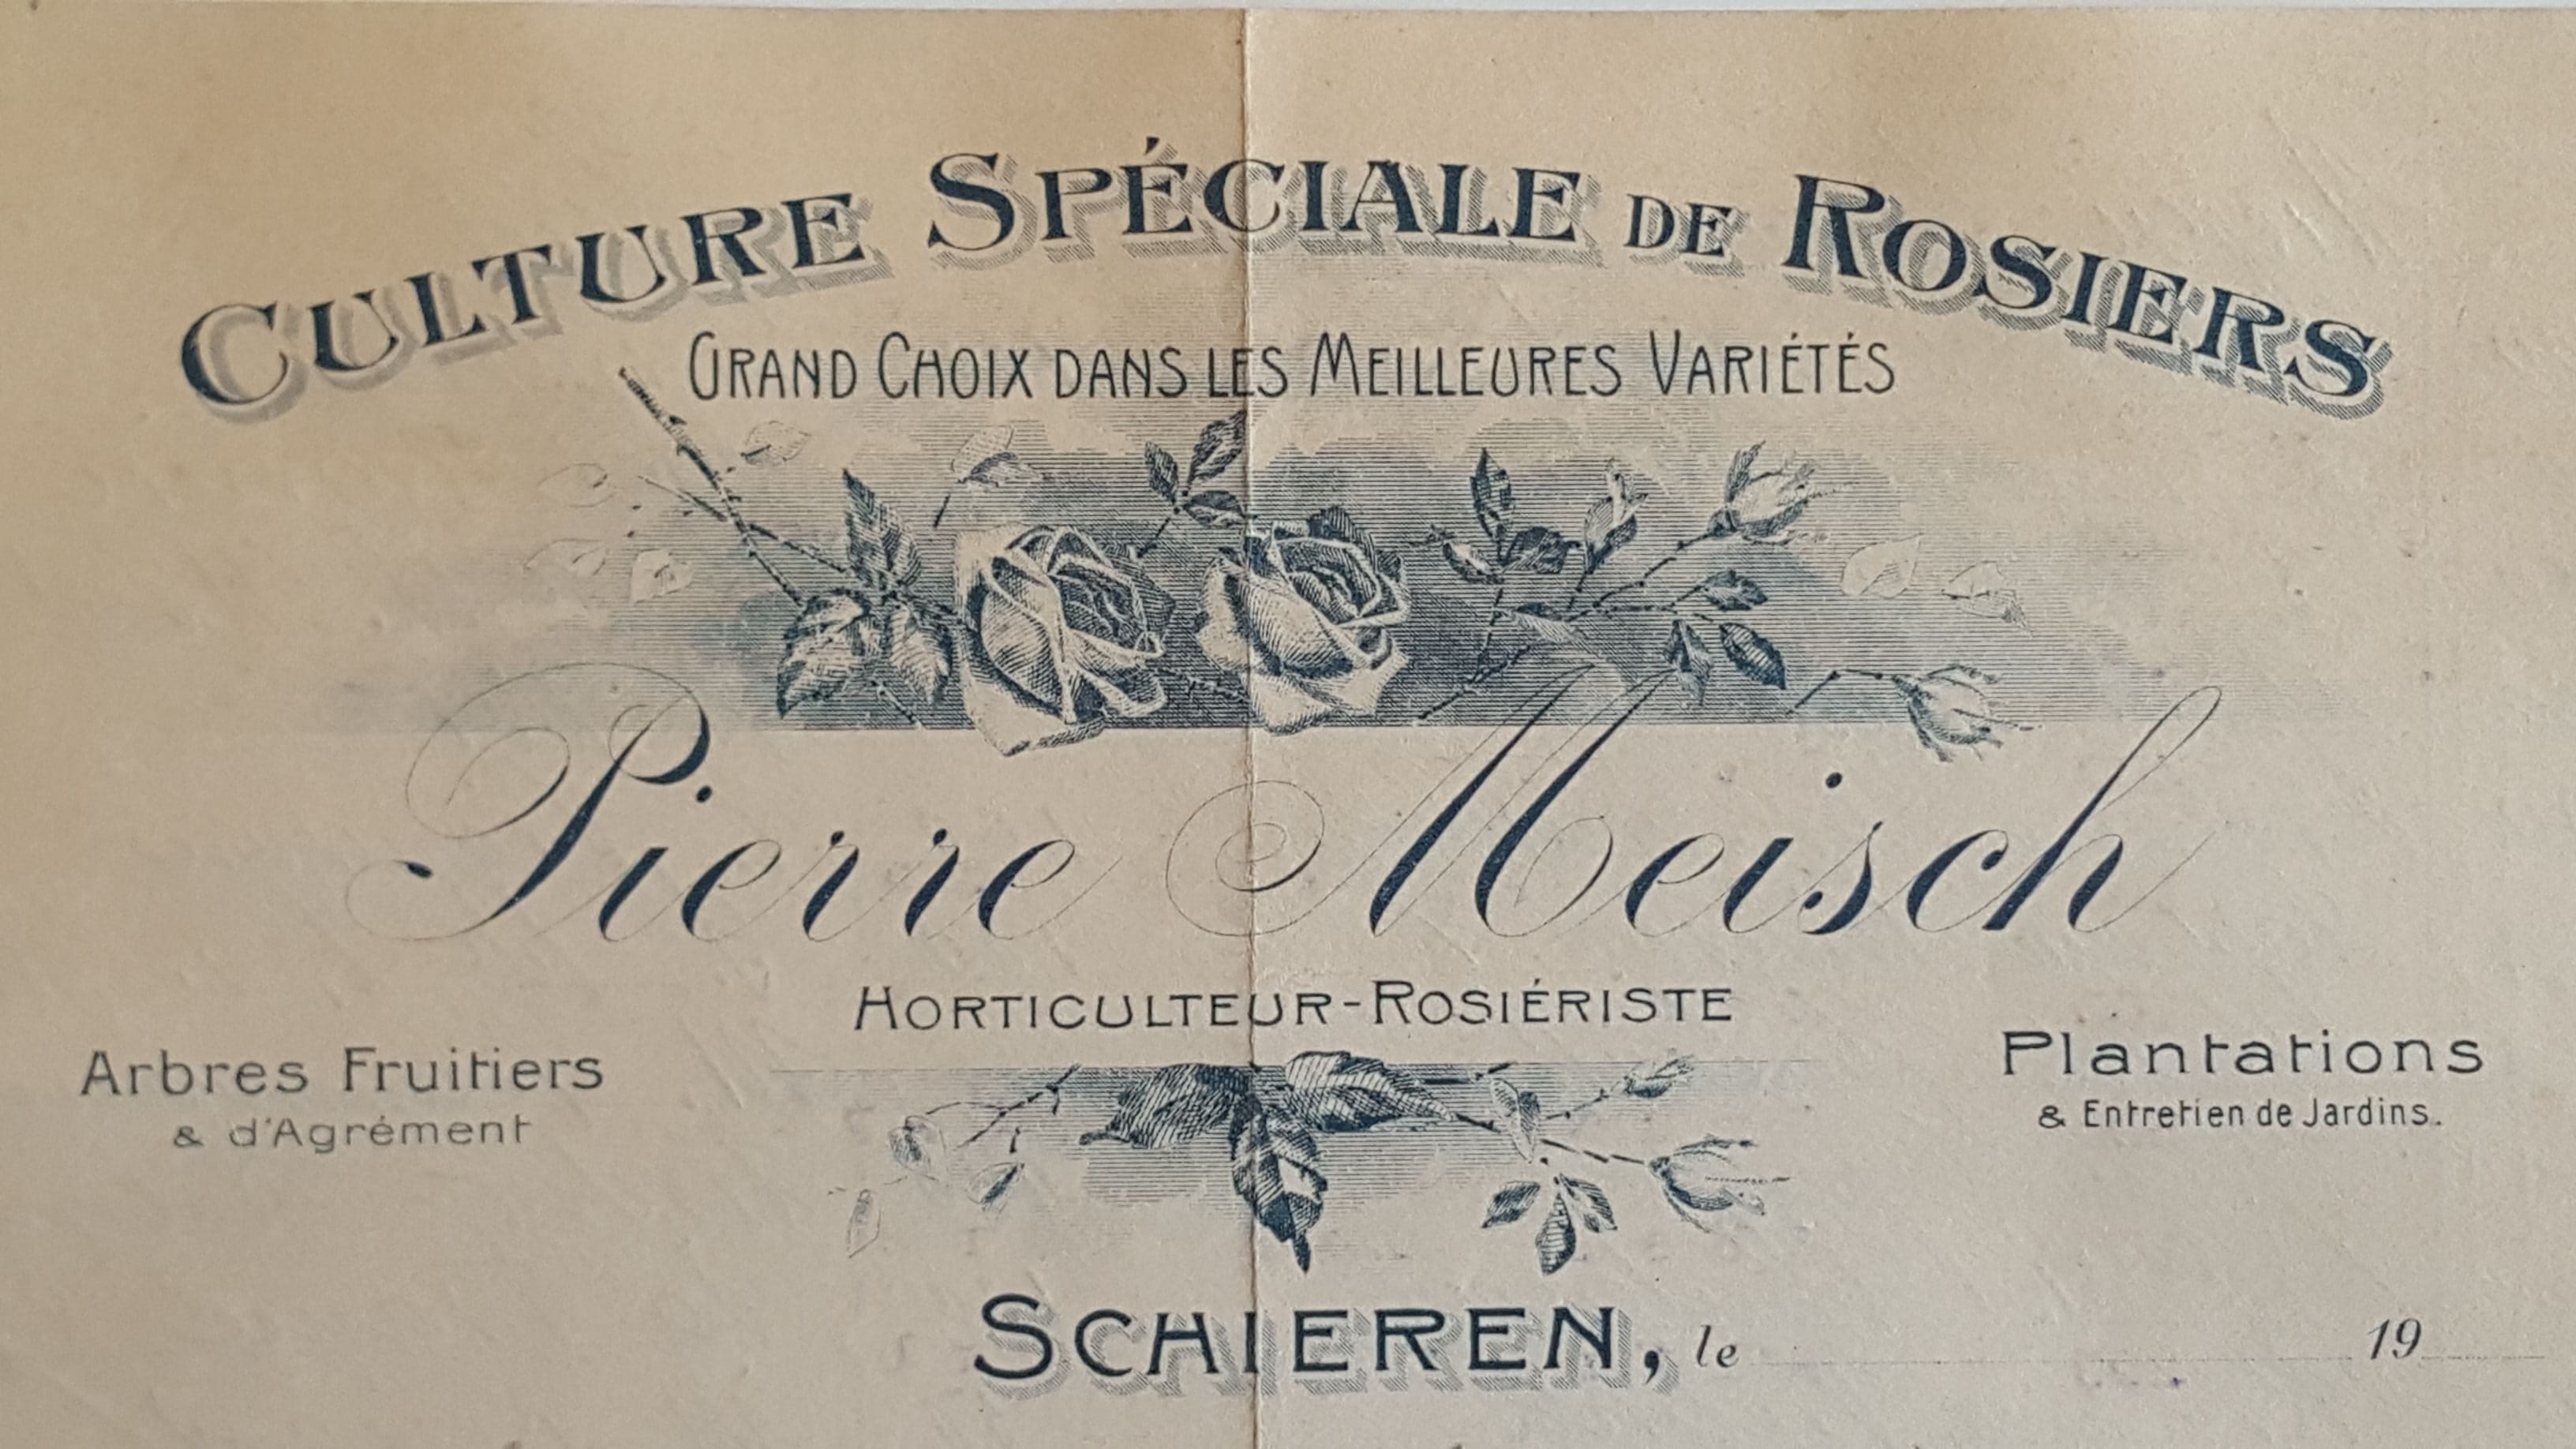 CULTURE SPÉCIALE DE ROSIERS
GRAND CHOIX DANS LES MEILLEURES VARIÉTÉS
Pierre Meisch
HORTICULTEUR-ROSIÉRISTE
Arbres Fruitiers
& d'Agrément
Plantations
& Entretien de Jardins.
SCHIEREN, le 19